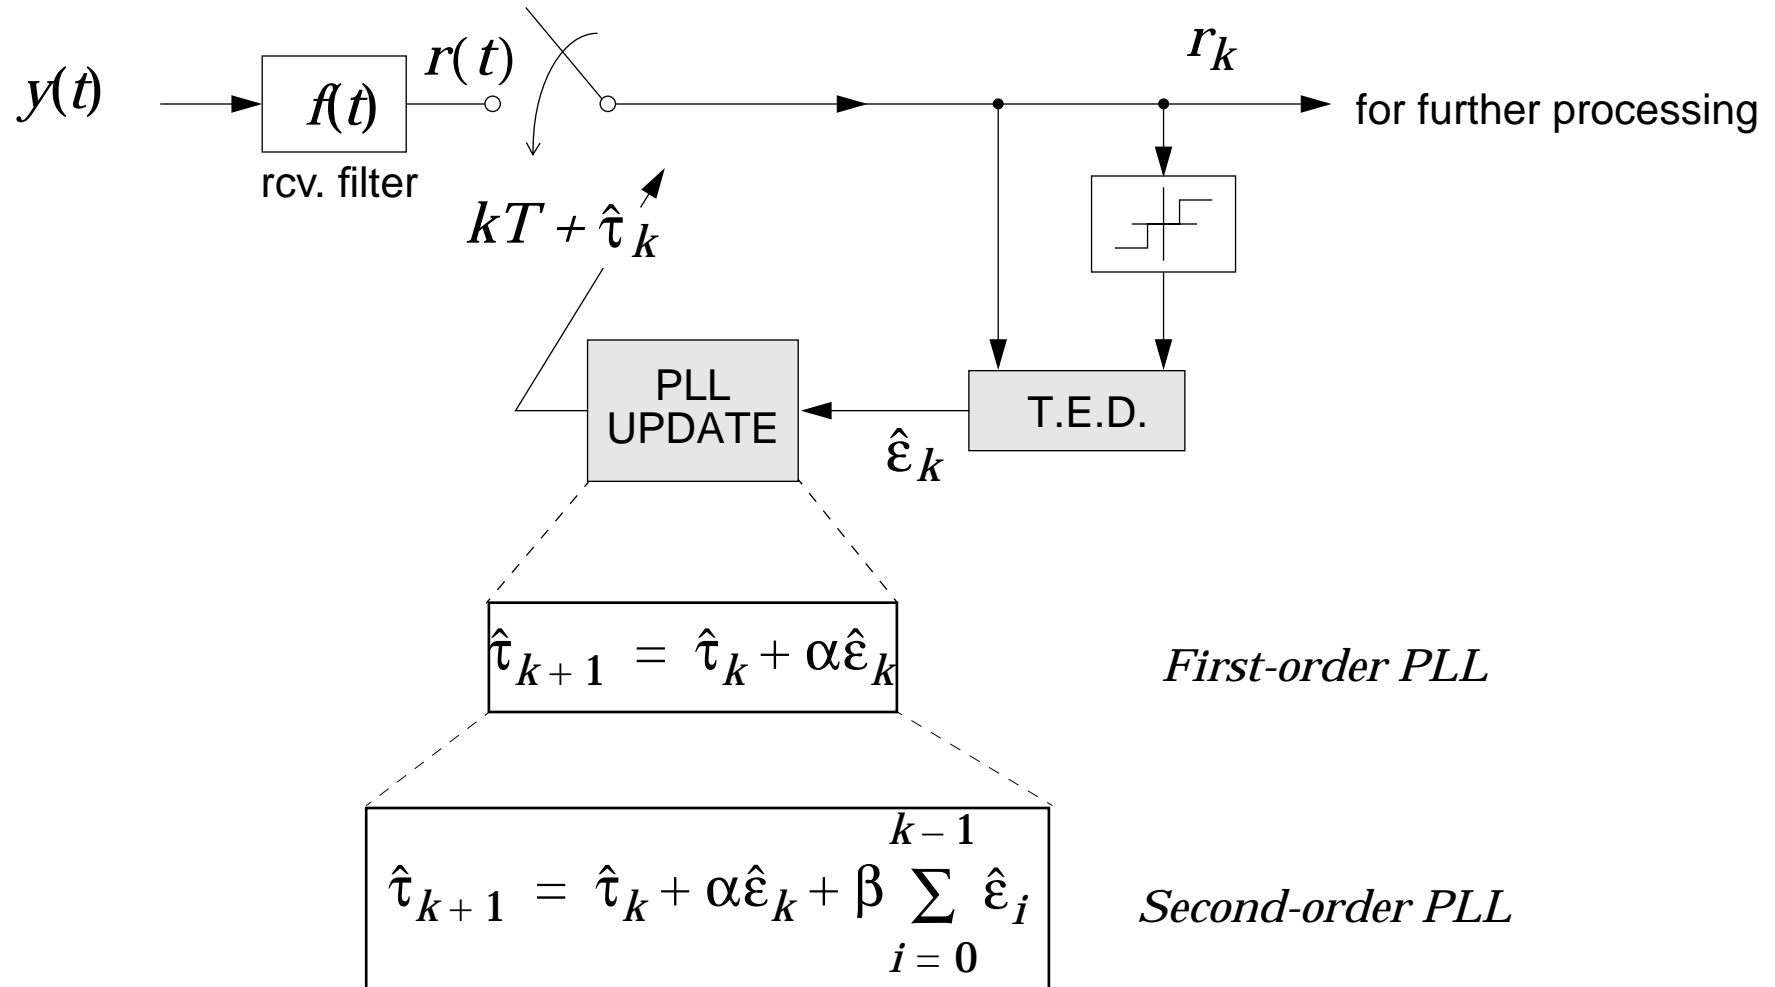 y(t)
f(t)
rcv. filter
r(t)
r_k
for further processing
kT + τ̂_k
PLL
UPDATE
T.E.D.
ε̂_k
τ̂_{k+1} = τ̂_k + αε̂_k
First-order PLL
τ̂_{k+1} = τ̂_k + αε̂_k + β ∑_{i=0}^{k–1} ε̂_i
Second-order PLL